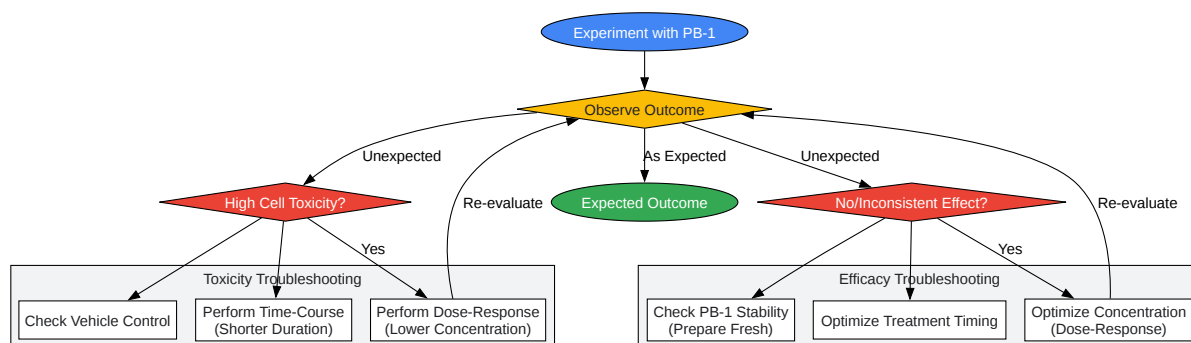 Experiment with PB-1
Observe Outcome
Unexpected
As Expected
Unexpected
High Cell Toxicity?
Re-evaluate
Expected Outcome
No/Inconsistent Effect?
Re-evaluate
Yes
Yes
Toxicity Troubleshooting
Efficacy Troubleshooting
Check Vehicle Control
Perform Time-Course
(Shorter Duration)
Perform Dose-Response
(Lower Concentration)
Check PB-1 Stability
(Prepare Fresh)
Optimize Treatment Timing
Optimize Concentration
(Dose-Response)